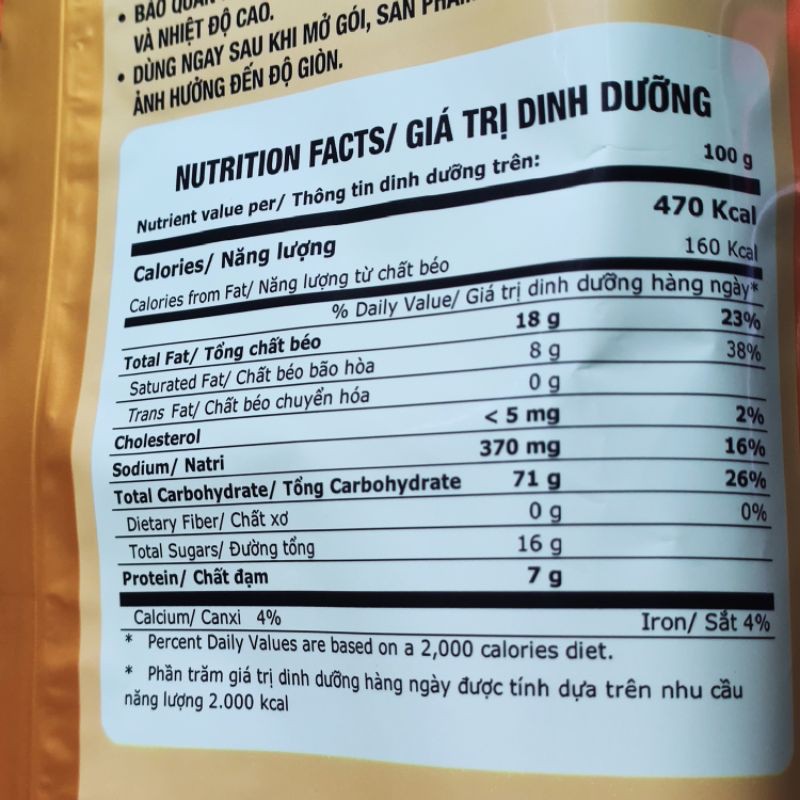 • BẢO
VÀ NHIỆT ĐỘ CAO.
• DÙNG NGAY SAU KHI MỞ GÓI, SẢN
ẢNH HƯỞNG ĐẾN ĐỘ GIÒN.
NUTRITION FACTS/ GIÁ TRỊ DINH DƯỠNG
Nutrient value per/ Thông tin dinh dưỡng trên: 100 g
Calories/ Năng lượng 470 Kcal
Calories from Fat/ Năng lượng từ chất béo 160 Kcal
% Daily Value/ Giá trị dinh dưỡng hàng ngày*
Total Fat/ Tổng chất béo 18 g 23%
Saturated Fat/ Chất béo bão hòa 8 g 38%
Trans Fat/ Chất béo chuyển hóa 0 g
Cholesterol < 5 mg 2%
Sodium/ Natri 370 mg 16%
Total Carbohydrate/ Tổng Carbohydrate 71 g 26%
Dietary Fiber/ Chất xơ 0 g 0%
Total Sugars/ Đường tổng 16 g
Protein/ Chất đạm 7 g
Calcium/ Canxi 4% Iron/ Sắt 4%
* Percent Daily Values are based on a 2,000 calories diet.
* Phần trăm giá trị dinh dưỡng hàng ngày được tính dựa trên nhu cầu
năng lượng 2.000 kcal